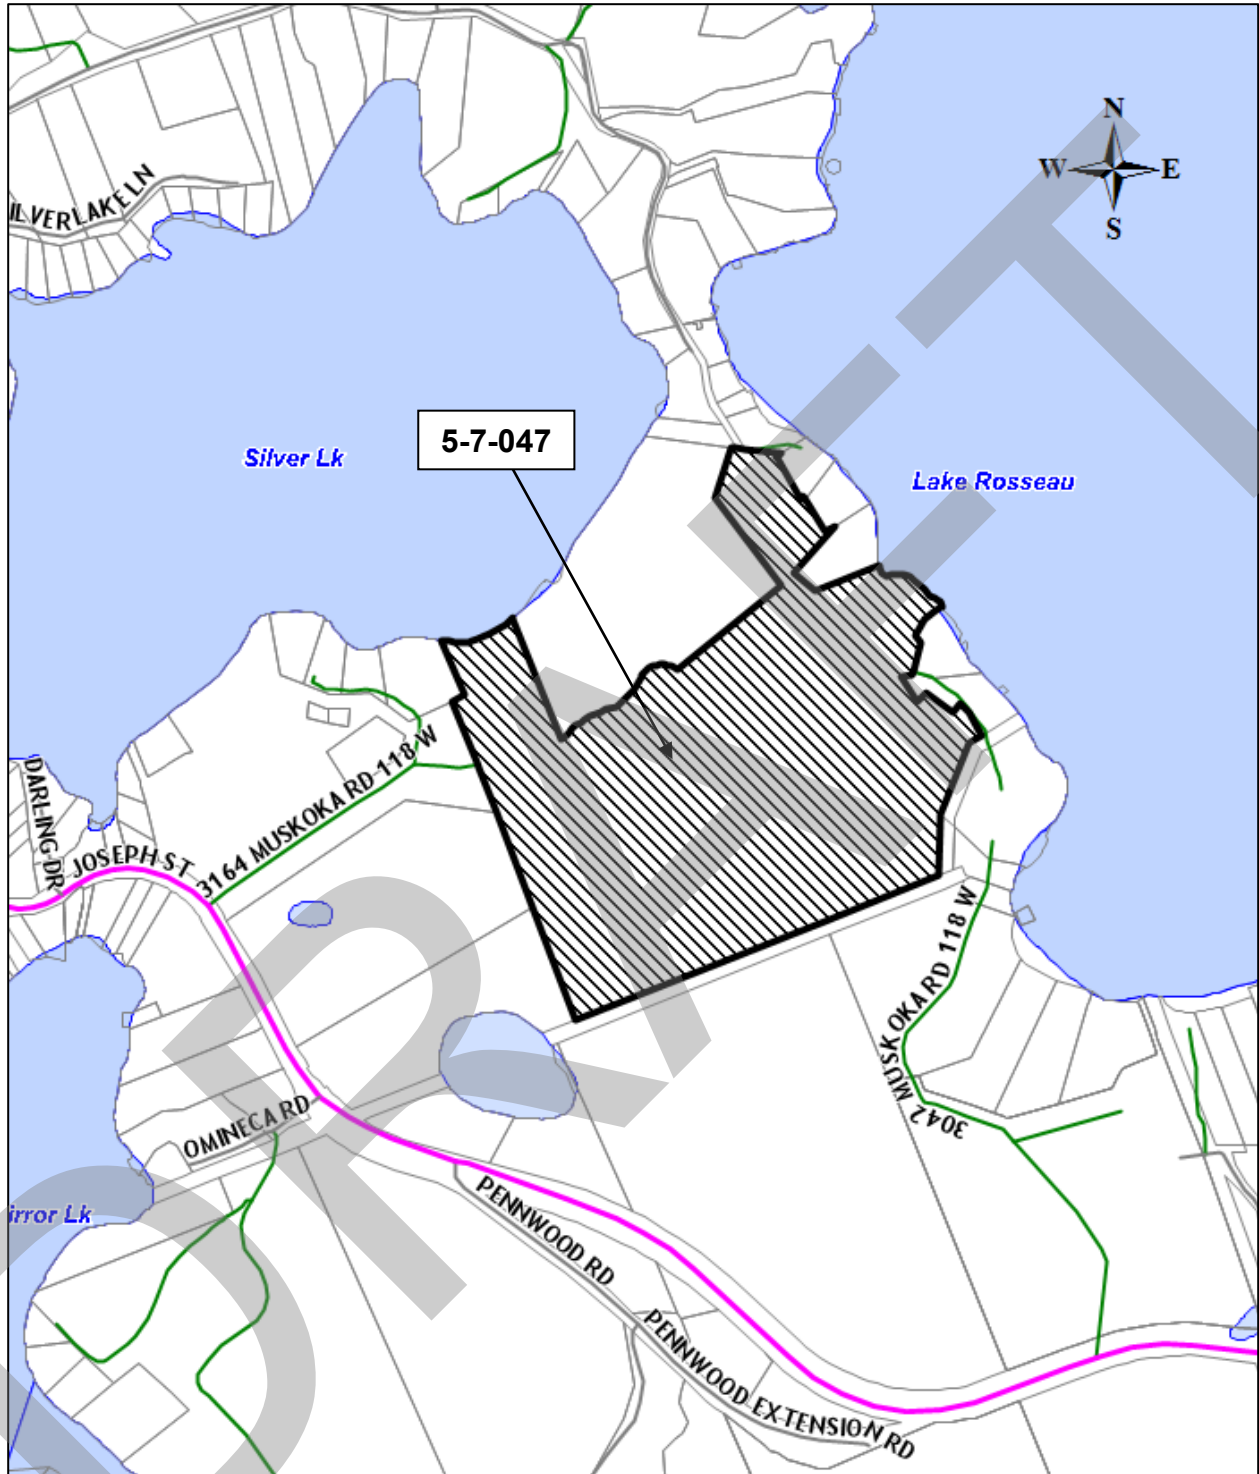 N
W E
S
ILVERLAKE LN
5-7-047
Silver Lk
Lake Rosseau
DARLING DR
JOSEPH ST
3164 MUSKOKA RD 118 W
3042 MUSKOKA RD 118 W
OMINECA RD
irror Lk
PENNWOOD RD
PENNWOOD EXTENSION RD
DRAFT